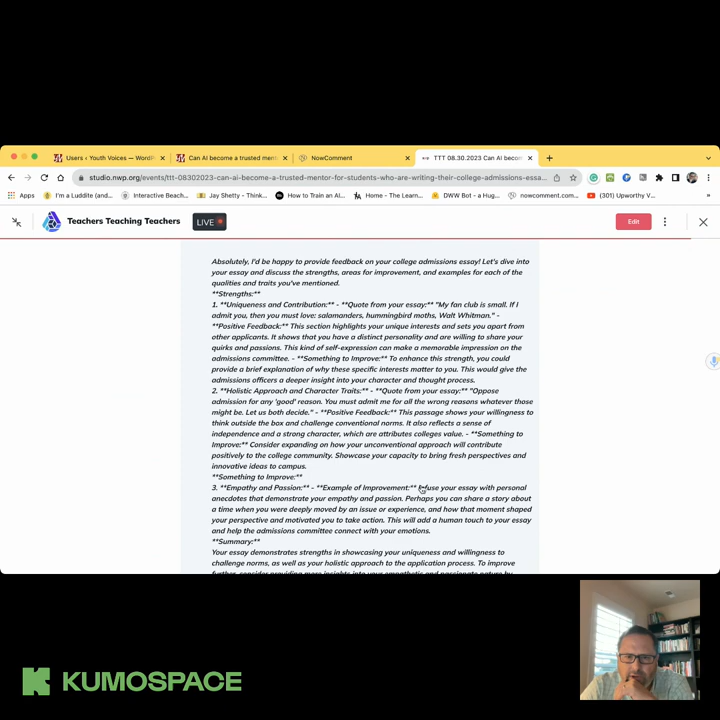 Users ‹ Youth Voices — WordP
Can AI become a trusted ment
NowComment
TTT 08.30.2023 Can AI becom
studio.nwp.org/events/ttt-08302023-can-ai-become-a-trusted-mentor-for-students-who-are-writing-their-college-admissions-essa...
Apps
I'm a Luddite (and...
Interactive Beach...
Jay Shetty - Think...
How to Train an AI...
Home - The Learn...
DWW Bot - a Hug...
nowcomment.com...
(301) Upworthy V...
Teachers Teaching Teachers
LIVE
Edit
Absolutely, I'd be happy to provide feedback on your college admissions essay! Let's dive into
your essay and discuss the strengths, areas for improvement, and examples for each of the
qualities and traits you've mentioned.
**Strengths:**
1. **Uniqueness and Contribution:** - **Quote from your essay:** "My fan club is small. If I
admit you, then you must love: salamanders, hummingbird moths, Walt Whitman." -
**Positive Feedback:** This section highlights your unique interests and sets you apart from
other applicants. It shows that you have a distinct personality and are willing to share your
quirks and passions. This kind of self-expression can make a memorable impression on the
admissions committee. - **Something to Improve:** To enhance this strength, you could
provide a brief explanation of why these specific interests matter to you. This would give the
admissions officers a deeper insight into your character and thought process.
2. **Holistic Approach and Character Traits:** - **Quote from your essay:** "Oppose
admission for any 'good' reason. You must admit me for all the wrong reasons whatever those
might be. Let us both decide." - **Positive Feedback:** This passage shows your willingness to
think outside the box and challenge conventional norms. It also reflects a sense of
independence and a strong character, which are attributes colleges value. - **Something to
Improve:** Consider expanding on how your unconventional approach will contribute
positively to the college community. Showcase your capacity to bring fresh perspectives and
innovative ideas to campus.
**Something to Improve:**
3. **Empathy and Passion:** - **Example of Improvement:** Infuse your essay with personal
anecdotes that demonstrate your empathy and passion. Perhaps you can share a story about
a time when you were deeply moved by an issue or experience, and how that moment shaped
your perspective and motivated you to take action. This will add a human touch to your essay
and help the admissions committee connect with your emotions.
**Summary:**
Your essay demonstrates strengths in showcasing your uniqueness and willingness to
challenge norms, as well as your holistic approach to the application process. To improve
further, consider providing more insights into your empathetic and passionate nature by
KUMOSPACE